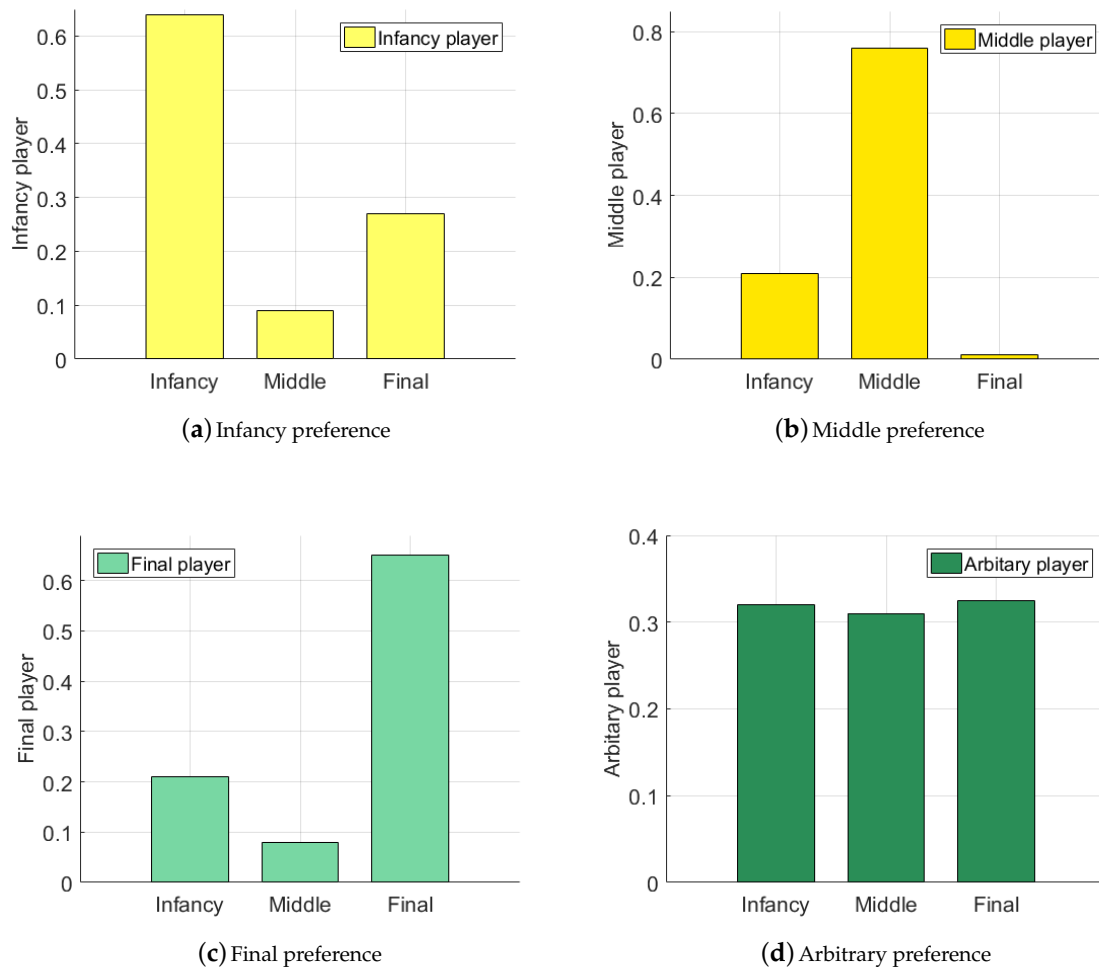 Infancy player
0.6
0.5
0.4
0.3
0.2
0.1
0
Infancy player
Infancy Middle Final
(a) Infancy preference
Middle player
0.8
0.6
0.4
0.2
0
Middle player
Infancy Middle Final
(b) Middle preference
Final player
0.6
0.5
0.4
0.3
0.2
0.1
0
Final player
Infancy Middle Final
(c) Final preference
Arbitary player
0.4
0.3
0.2
0.1
0
Arbitary player
Infancy Middle Final
(d) Arbitrary preference